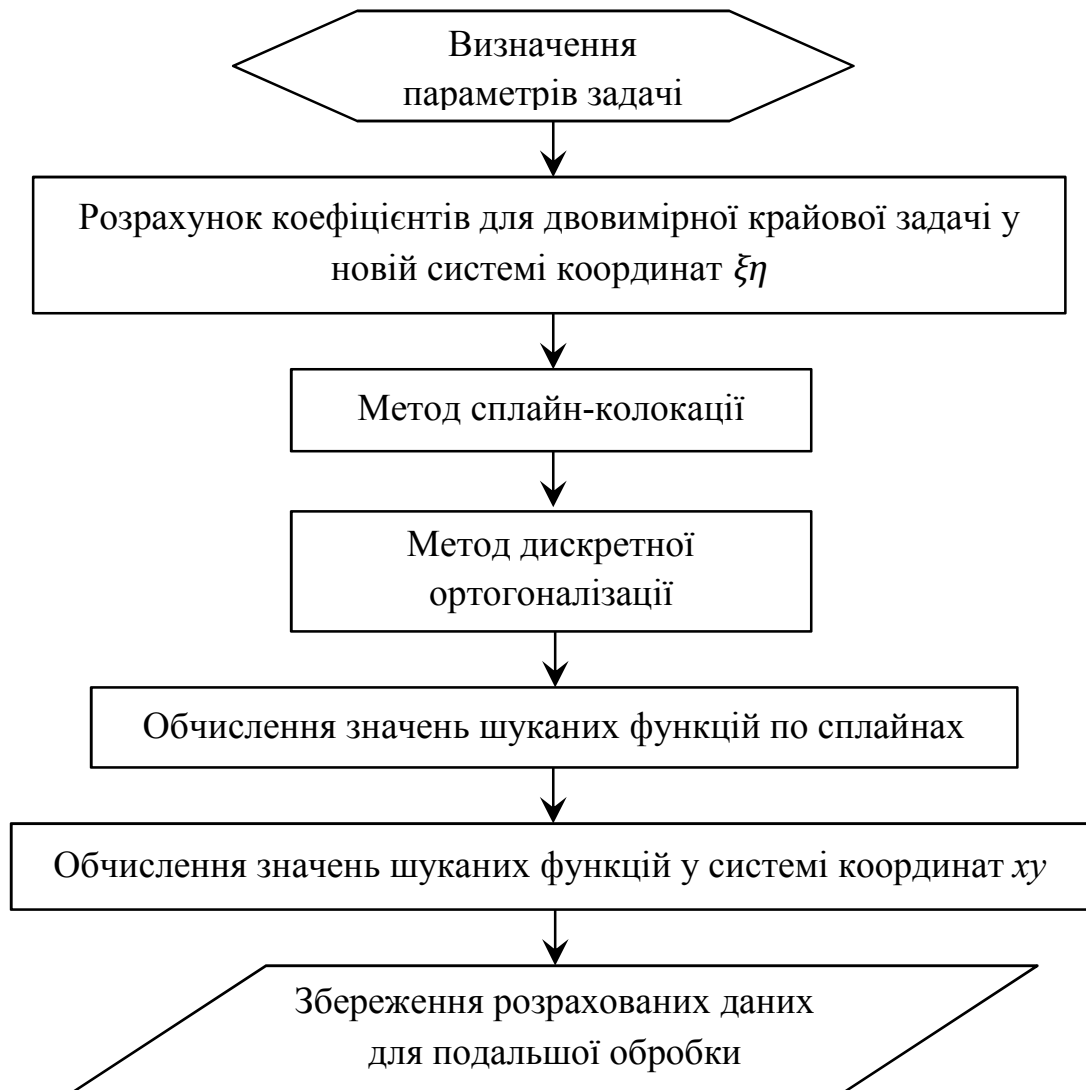 Визначення
параметрів задачі
Розрахунок коефіцієнтів для двовимірної крайової задачі у
новій системі координат ξη
Метод сплайн-колокації
Метод дискретної
ортогоналізації
Обчислення значень шуканих функцій по сплайнах
Обчислення значень шуканих функцій у системі координат xy
Збереження розрахованих даних
для подальшої обробки